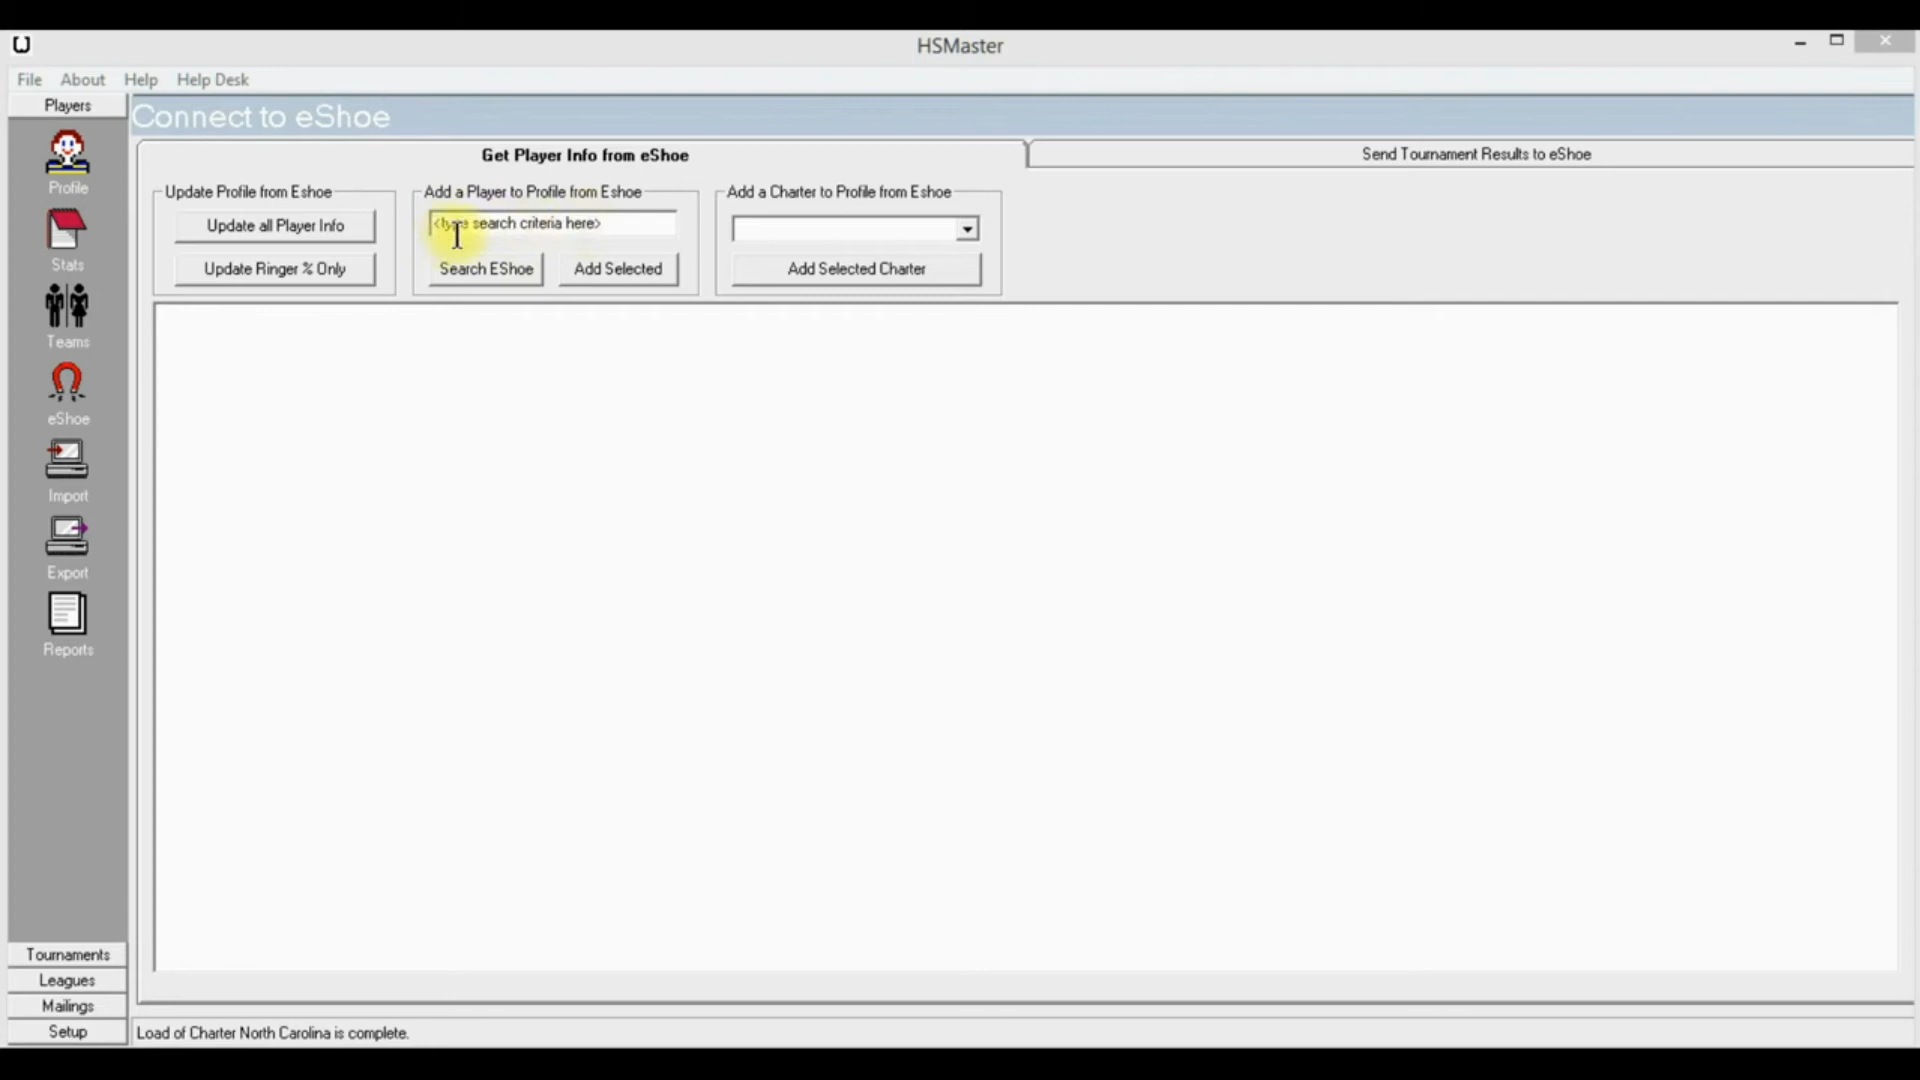 HSMaster
File About Help Help Desk
Players
Connect to eShoe
Get Player Info from eShoe
Send Tournament Results to eShoe
Update Profile from Eshoe
Update all Player Info
Update Ringer % Only
Add a Player to Profile from Eshoe
<type search criteria here>
Search EShoe
Add Selected
Add a Charter to Profile from Eshoe
Add Selected Charter
Profile
Stats
Teams
eShoe
Import
Export
Reports
Tournaments
Leagues
Mailings
Setup
Load of Charter North Carolina is complete.